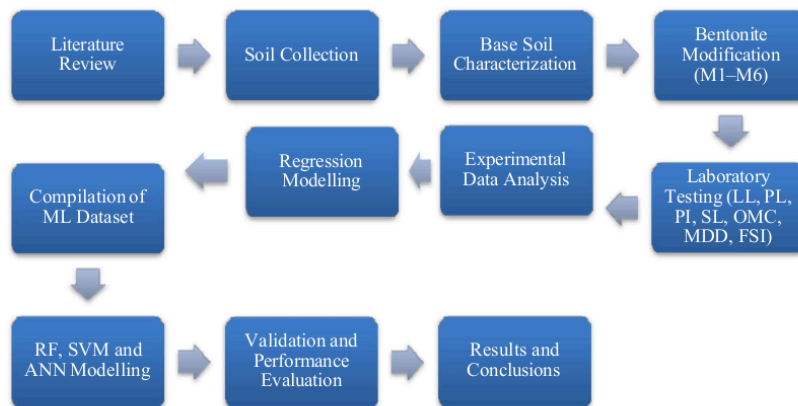 Literature
Review
Soil Collection
Base Soil
Characterization
Bentonite
Modification
(M1–M6)
Laboratory
Testing (LL, PL,
PI, SL, OMC,
MDD, FSI)
Experimental
Data Analysis
Regression
Modelling
Compilation of
ML Dataset
RF, SVM and
ANN Modelling
Validation and
Performance
Evaluation
Results and
Conclusions